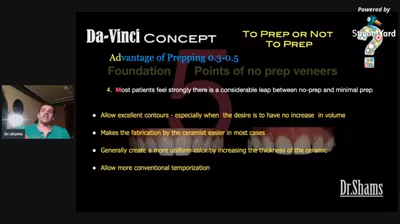 Powered by
StreamYard
Da-Vinci CONCEPT
TO PREP OR NOT
TO PREP
Advantage of Prepping 0.3-0.5
Foundation 5 Points of no prep veneers
4. Most patients feel strongly there is a considerable leap between no-prep and minimal prep
• Allow excellent contours - especially when the desire is to have no increase in volume
• Makes the fabrication by the ceramist easier in most cases
• Generally create a more uniform color by increasing the thickness of the ceramic
• Allow more conventional temporization
Dr.shams
Dr.Shams